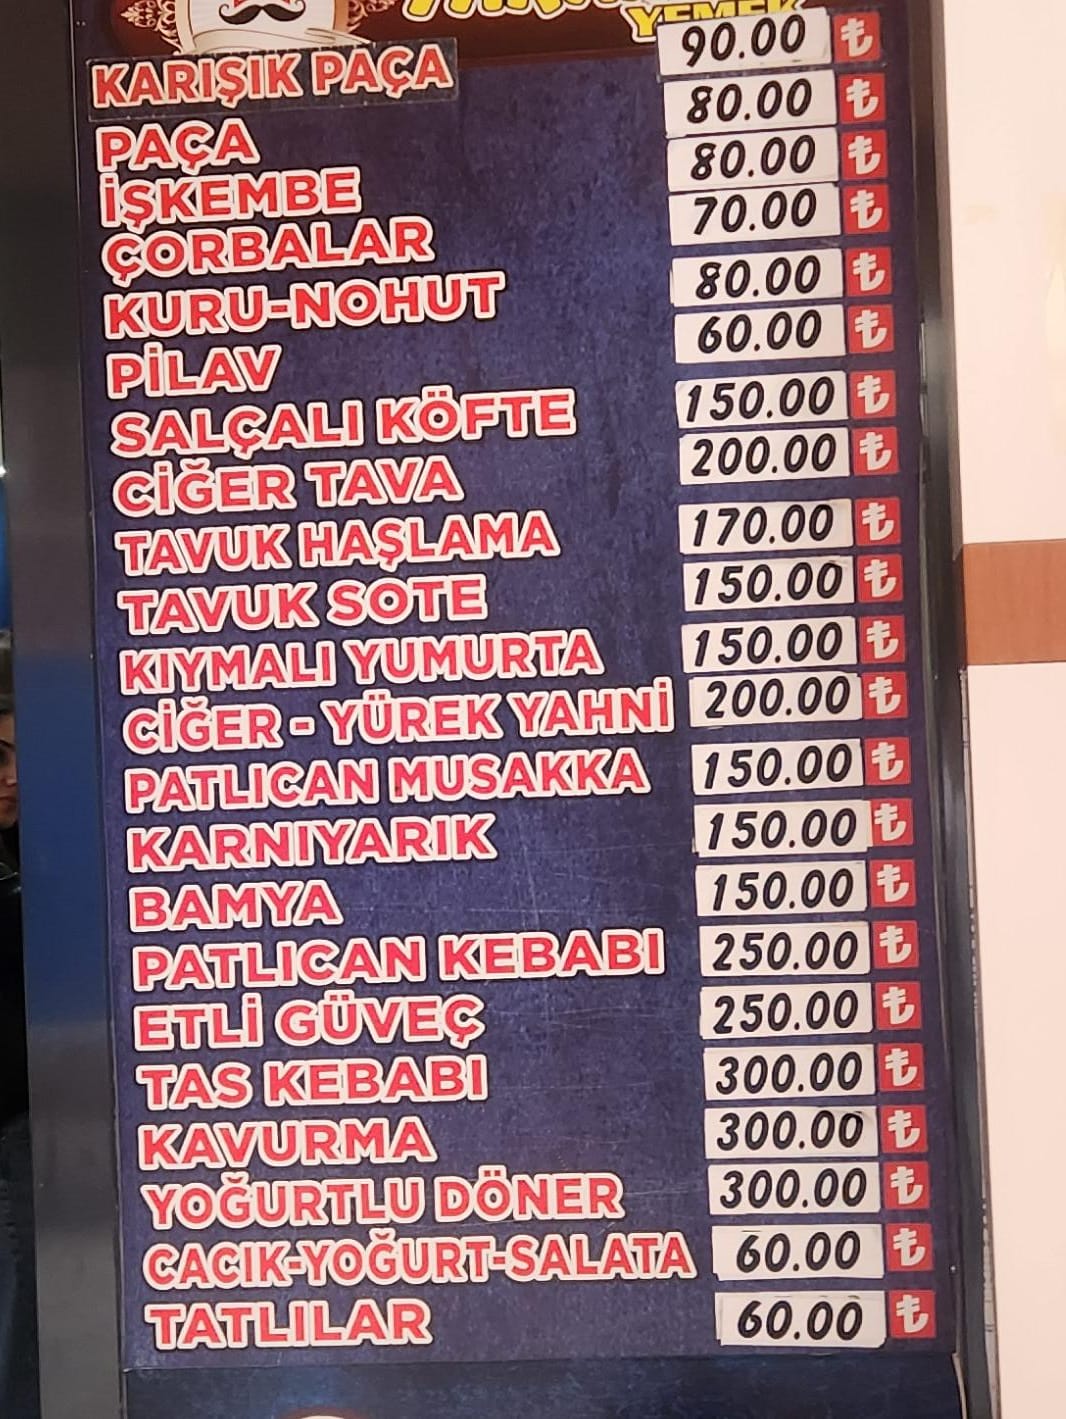 YEMEK
KARIŞIK PAÇA 90.00 ₺
PAÇA 80.00 ₺
İŞKEMBE 80.00 ₺
ÇORBALAR 70.00 ₺
KURU-NOHUT 80.00 ₺
PİLAV 60.00 ₺
SALÇALI KÖFTE 150.00 ₺
CİĞER TAVA 200.00 ₺
TAVUK HAŞLAMA 170.00 ₺
TAVUK SOTE 150.00 ₺
KIYMALI YUMURTA 150.00 ₺
CİĞER - YÜREK YAHNİ 200.00 ₺
PATLICAN MUSAKKA 150.00 ₺
KARNIYARIK 150.00 ₺
BAMYA 150.00 ₺
PATLICAN KEBABI 250.00 ₺
ETLİ GÜVEÇ 250.00 ₺
TAS KEBABI 300.00 ₺
KAVURMA 300.00 ₺
YOĞURTLU DÖNER 300.00 ₺
CACIK-YOĞURT-SALATA 60.00 ₺
TATLILAR 60.00 ₺